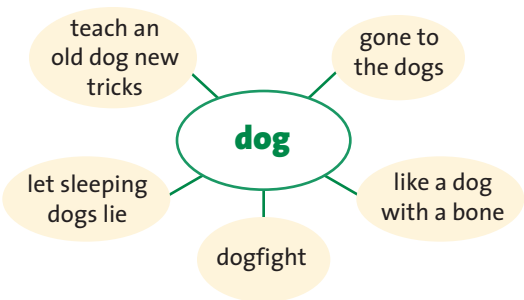 teach an
old dog new
tricks
gone to
the dogs
dog
let sleeping
dogs lie
like a dog
with a bone
dogfight